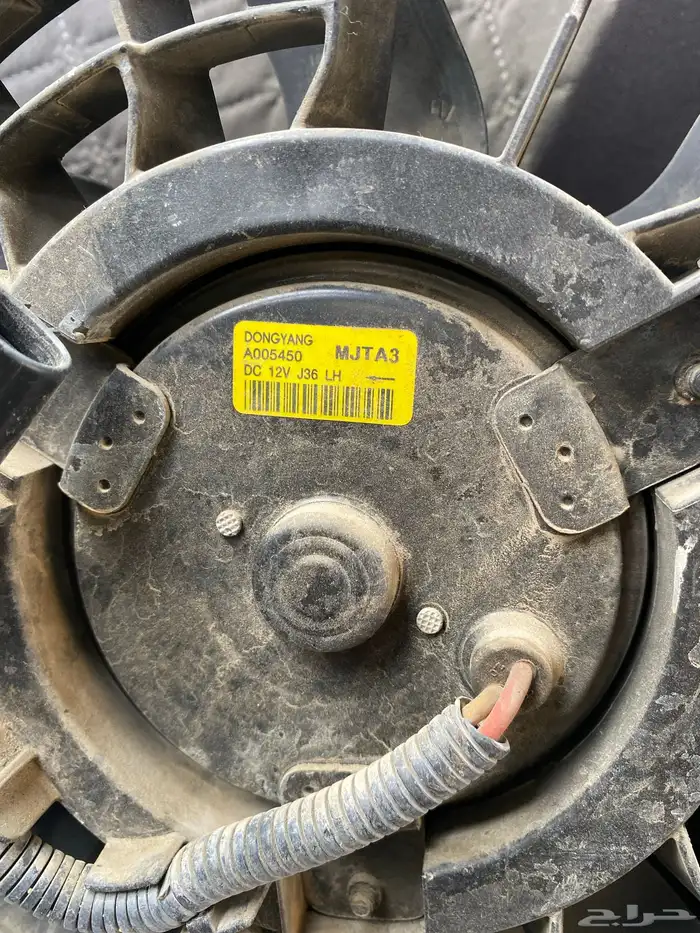 DONGYANG
A005450 MJTA3
DC 12V J36 LH ←
حراج